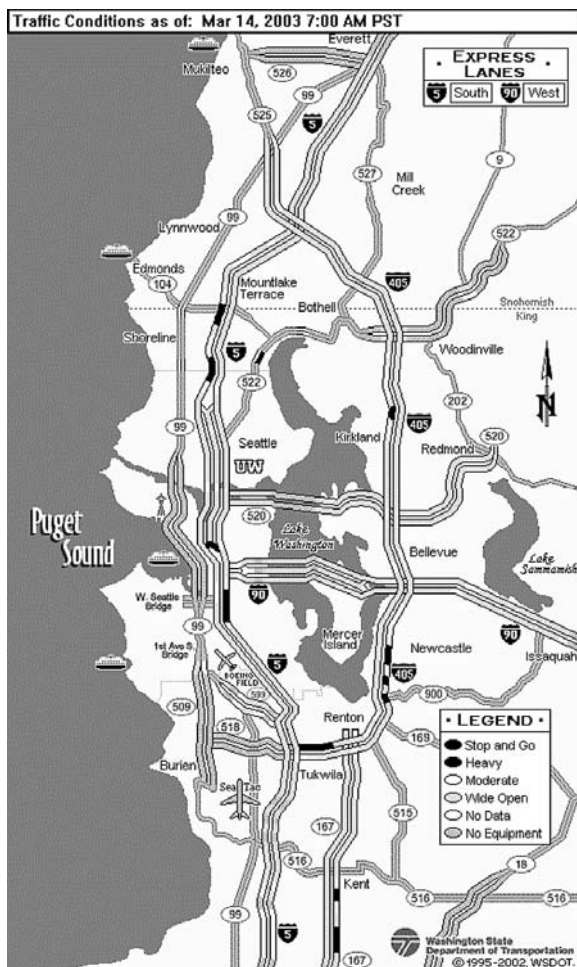 Traffic Conditions as of: Mar 14, 2003 7:00 AM PST
Everett
Mukilteo
526
99
5
525
EXPRESS
LANES
5 South 90 West
527
Mill
Creek
9
Lynnwood
99
522
Edmonds
104
Mountlake
Terrace
405
Bothell
Snohomish
King
Shoreline
5
522
Woodinville
N
202
99
Seattle
Kirkland
405
Redmond
520
UW
Puget
Sound
520
Lake
Washington
Bellevue
Lake
Sammamish
W. Seattle
Bridge
90
99
Mercer
Island
Newcastle
90
Issaquah
1st Ave S.
Bridge
BOEING
FIELD
5
405
599
900
509
518
Renton
169
LEGEND
Stop and Go
Heavy
Moderate
Wide Open
No Data
No Equipment
Burien
Tukwila
Sea Tac
167
515
516
18
Kent
516
516
99
5
167
Washington State
Department of Transportation
© 1995-2002, WSDOT.